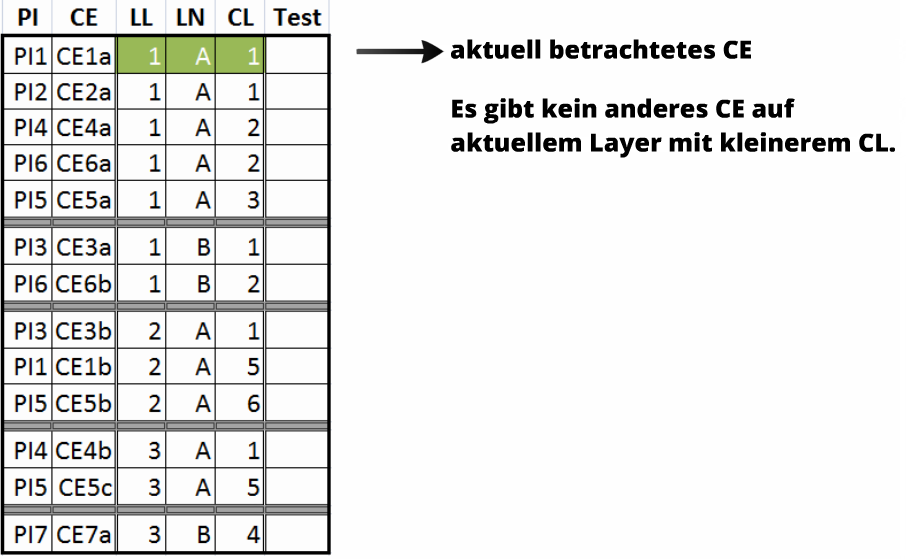 PI CE LL LN CL Test
PI1 CE1a 1 A 1
aktuell betrachtetes CE
PI2 CE2a 1 A 1
Es gibt kein anderes CE auf
PI4 CE4a 1 A 2
aktuellem Layer mit kleinerem CL.
PI6 CE6a 1 A 2
PI5 CE5a 1 A 3
PI3 CE3a 1 B 1
PI6 CE6b 1 B 2
PI3 CE3b 2 A 1
PI1 CE1b 2 A 5
PI5 CE5b 2 A 6
PI4 CE4b 3 A 1
PI5 CE5c 3 A 5
PI7 CE7a 3 B 4